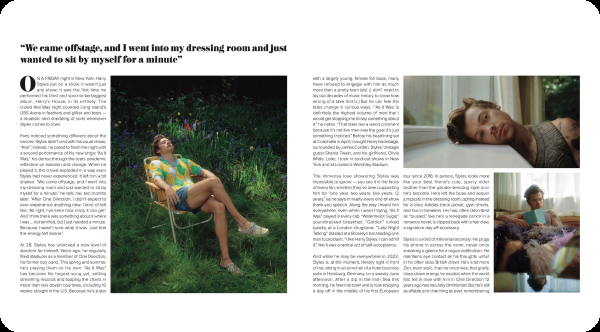 “We came offstage, and I went into my dressing room and just
wanted to sit by myself for a minute”
ON A FRIDAY night in New York, Harry
Styles put on a show. It wasn't just
any show; it was the first time he
performed his third and soon-to-be-biggest
album, Harry's House, in its entirety. The
crowd that May night covered Long Island's
UBS Arena in feathers and glitter and tears —
a majestic skin shedding of sorts whenever
Styles comes to town.
Fans noticed something different about the
encore: Styles didn't end with his usual closer,
“Kiwi”; instead, he opted to finish the night with
a second performance of his new single “As It
Was,” his dance-through-the-tears pandemic
reflection on isolation and change. When he
played it, the crowd exploded in a way even
Styles had never experienced. It left him a bit
shaken. “We came offstage, and I went into
my dressing room and just wanted to sit by
myself for a minute,” he tells me, two months
later. “After One Direction, I didn't expect to
ever experience anything new. I kind of felt
like, ‘All right, I've seen how crazy it can get.’
And I think there was something about it where
I was ... not terrified, but I just needed a minute.
Because I wasn't sure what it was. Just that
the energy felt insane.”
At 28, Styles has unlocked a new level of
stardom for himself. Years ago, he regularly
filled stadiums as a member of One Direction,
his former boy band. This spring and summer,
he's playing them on his own. “As It Was”
has become his biggest song yet, setting
streaming records and topping the charts in
more than two dozen countries, including 10
weeks straight in the U.S. Because he's a star
with a largely young, female fan base, many
have refused to engage with him as much
more than a pretty teen idol. (I don't need to
lay out decades of music history to show how
wrong of a take that is.) But he can feel the
tides change in curious ways. “‘As It Was’ is
definitely the highest volume of men that I
would get stopping me to say something about
it,” he notes. “That feels like a weird comment
because it's not like men was the goal. It's just
something I noticed.” Before his headlining set
at Coachella in April, I caught Harry backstage,
surrounded by James Corden, Styles' onstage
guest Shania Twain, and his girlfriend, Olivia
Wilde. Later, I took in sold-out shows in New
York and at London's Wembley Stadium.
The immense love showering Styles was
impossible to ignore — you saw it in the faces
of every fan, whether they've been supporting
him for “one year, two years, five years, 12
years,” as he says in nearly every one of-show
thank-you speech. Along the way I heard him
everywhere, even when I wasn't trying. “As It
Was” played in every cab. “Watermelon Sugar”
soundtracked breakfast. “Golden” lurked
quietly at a London drugstore. “Late Night
Talking” blasted at a Brooklyn bar, leading one
man to proclaim, “I like Harry Styles. I can admit
it,” like it was a radical act of self-acceptance.
And while he may be everywhere in 2022,
Styles is, at the moment, literally right in front
of me, sitting in an armchair at a hotel business
suite in Hamburg, Germany, on a sweaty June
afternoon. After a dip in the Irish Sea this
morning, he flew into town and is now enjoying
a day off in the middle of his first European
tour since 2018. In person, Styles looks more
like your best friend's cute, sporty older
brother than the gender-bending style icon
he's become. He's left the boas and sequin
jumpsuits in the dressing room, opting instead
for a blue Adidas track jacket, gym shorts,
and Gucci sneakers. His hair, often described
as “tousled,” like he's a renegade prince in a
romance novel, is clipped back with a hair claw,
a signature day-off accessory.
Styles is a kind of millennial anomaly: He plugs
his phone in across the room, never once
sneaking a glance for a rogue notification. He
maintains eye contact as his thoughts unfurl
in his often slow, British drawl. He's a bit more
Zen, even stoic, than he once was; that goofy,
class clown energy he exuded when the world
first fell in love with him in One Direction 12
years ago has naturally diminished. But he's still
as affable and charming as ever, remembering